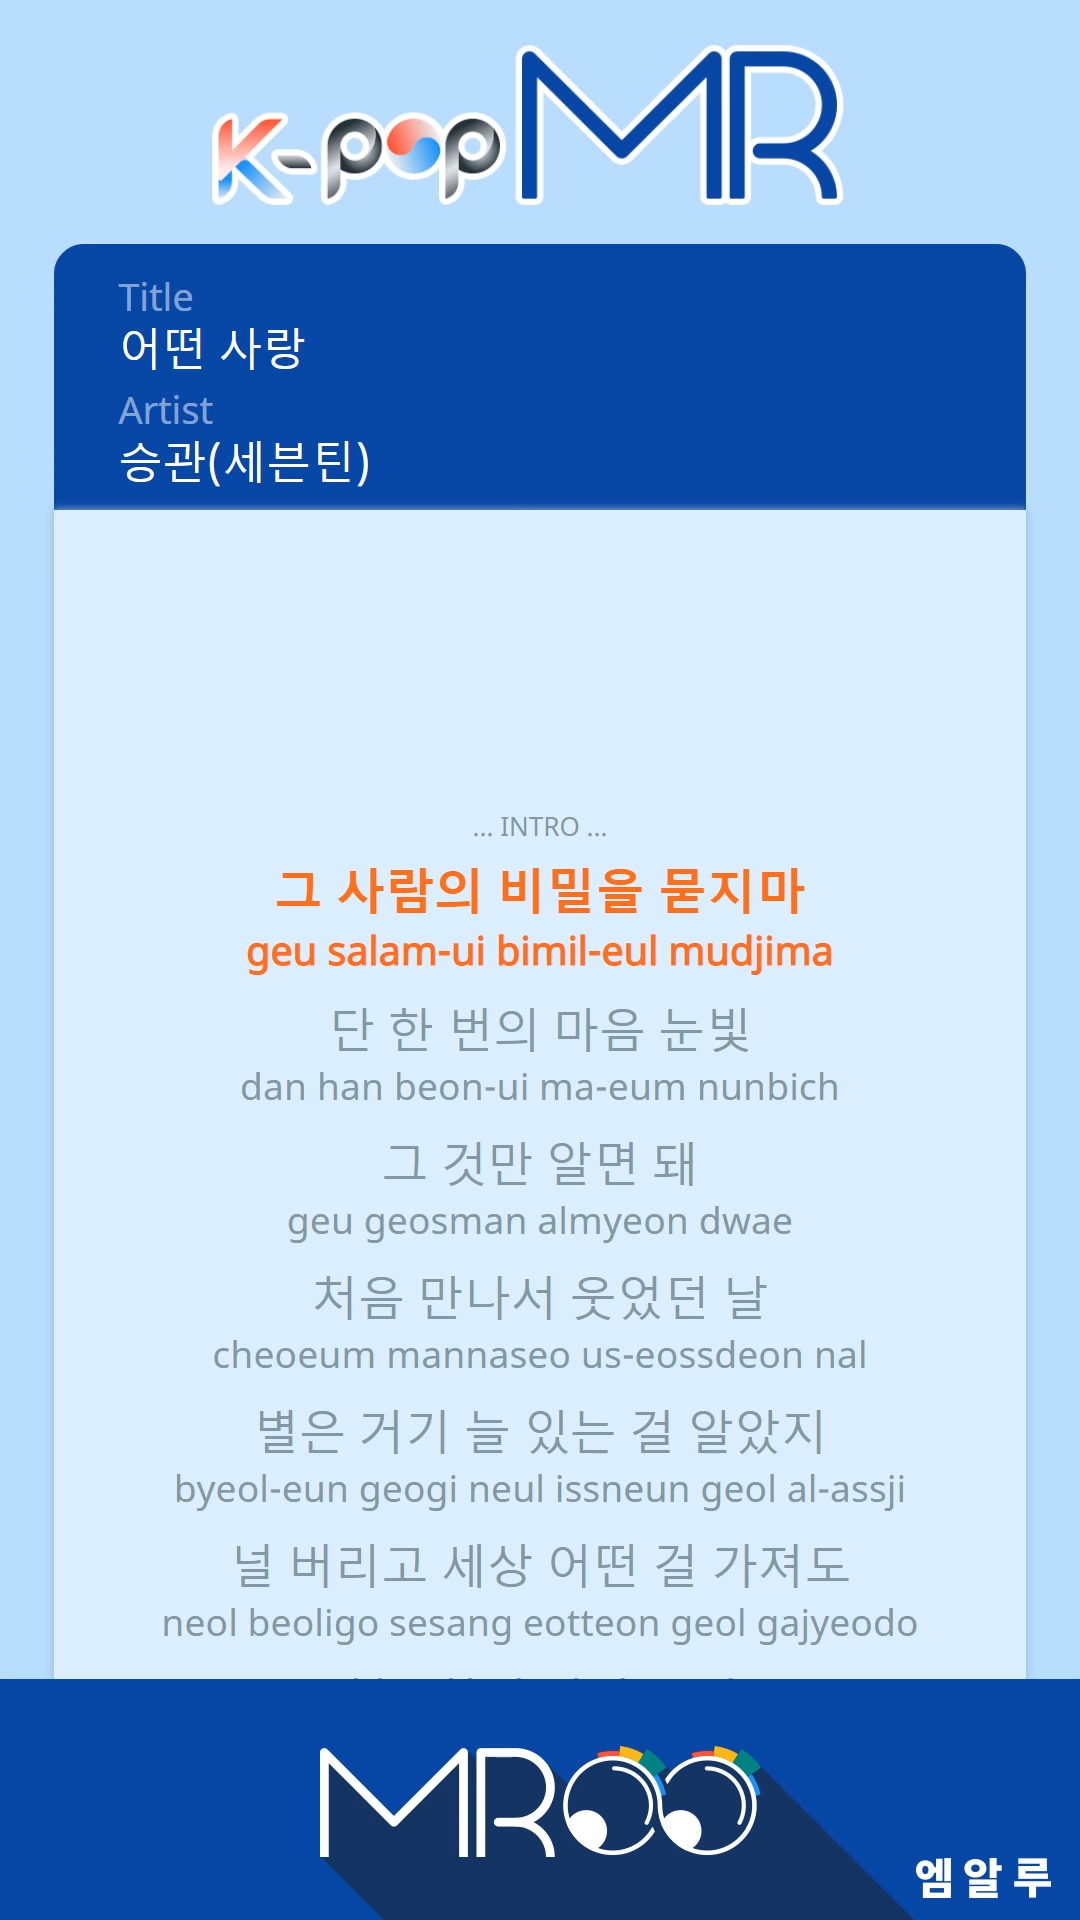 K-pop MR
Title
어떤 사랑
Artist
승관(세븐틴)
... INTRO ...
그 사람의 비밀을 묻지마
geu salam-ui bimil-eul mudjima
단 한 번의 마음 눈빛
dan han beon-ui ma-eum nunbich
그 것만 알면 돼
geu geosman almyeon dwae
처음 만나서 웃었던 날
cheoeum mannaseo us-eossdeon nal
별은 거기 늘 있는 걸 알았지
byeol-eun geogi neul issneun geol al-assji
널 버리고 세상 어떤 걸 가져도
neol beoligo sesang eotteon geol gajyeodo
MROO
엠알루